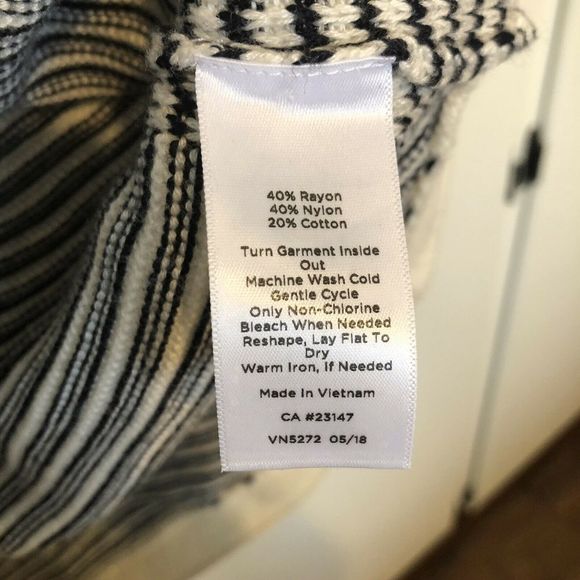 40% Rayon
40% Nylon
20% Cotton
Turn Garment Inside
Out
Machine Wash Cold
Gentle Cycle
Only Non-Chlorine
Bleach When Needed
Reshape, Lay Flat To
Dry
Warm Iron, If Needed
Made In Vietnam
CA #23147
VN5272 05/18